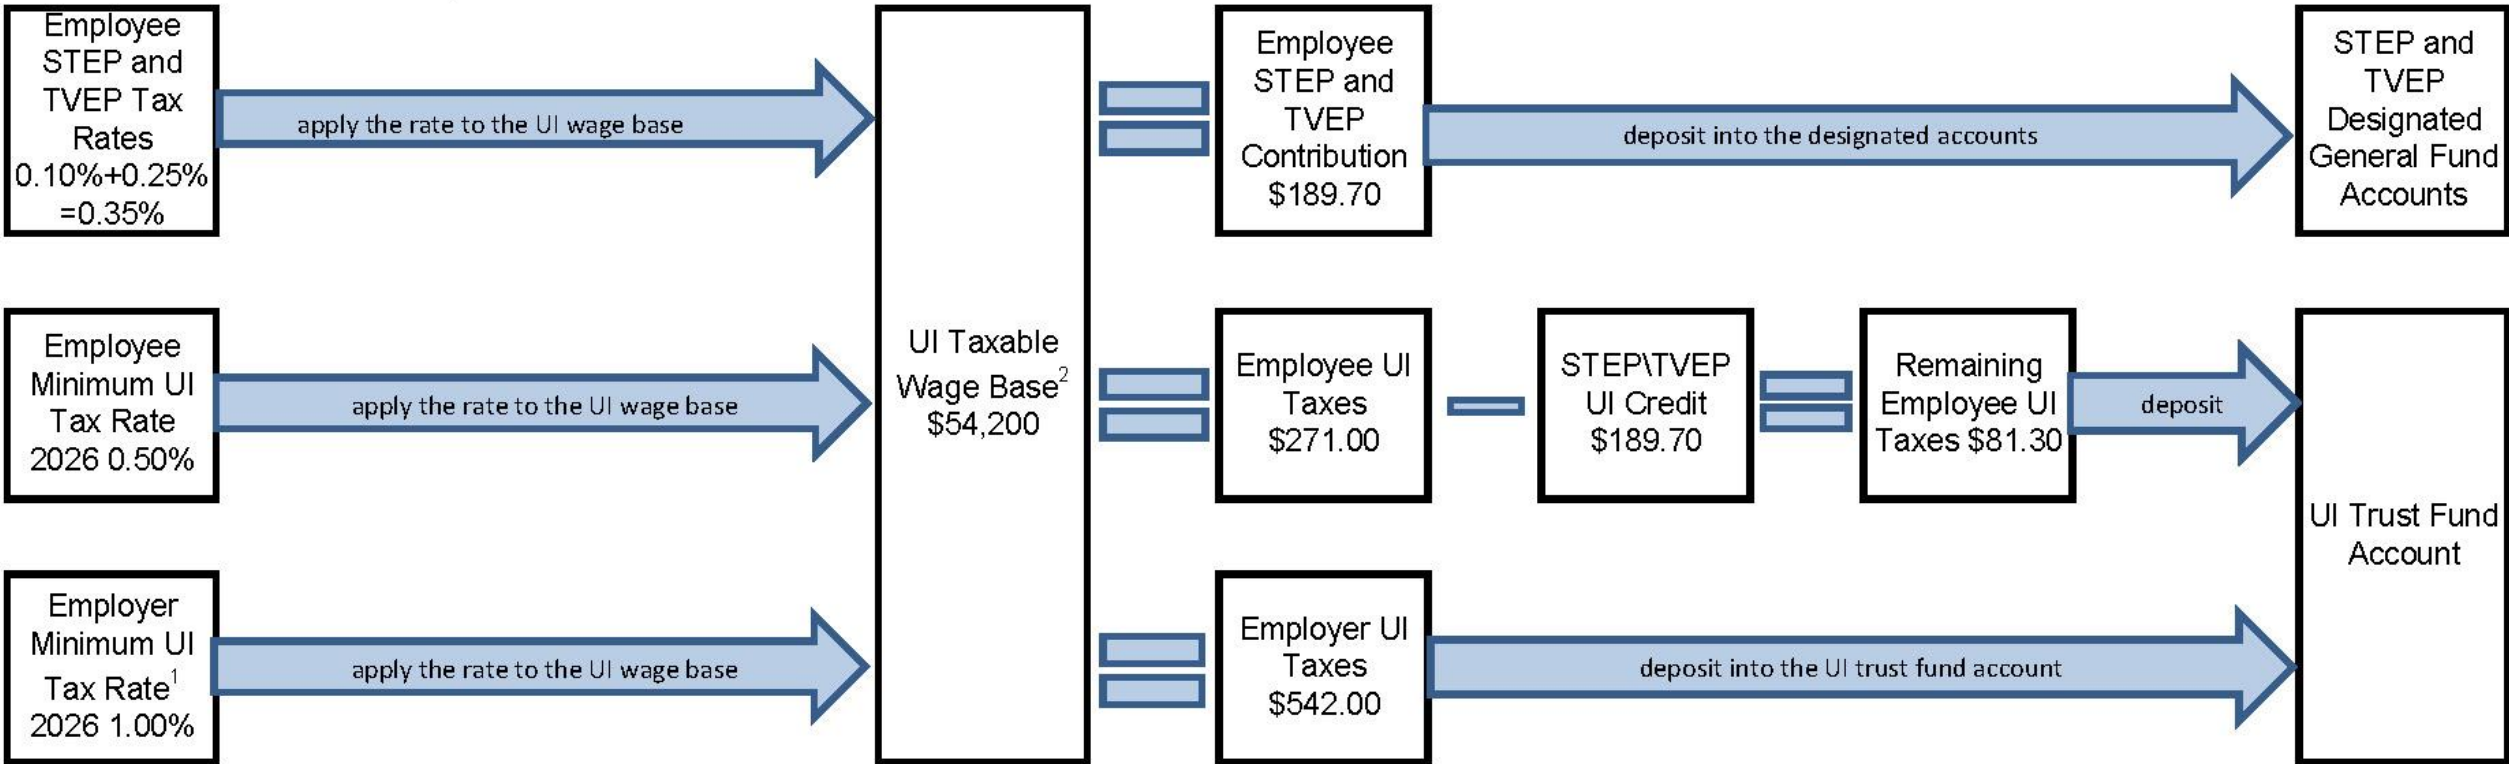 Employee
STEP and
TVEP Tax
Rates
0.10%+0.25%
=0.35%
apply the rate to the UI wage base
Employee
STEP and
TVEP
Contribution
$189.70
deposit into the designated accounts
STEP and
TVEP
Designated
General Fund
Accounts
Employee
Minimum UI
Tax Rate
2026 0.50%
apply the rate to the UI wage base
UI Taxable
Wage Base²
$54,200
Employee UI
Taxes
$271.00
STEP\TVEP
UI Credit
$189.70
Remaining
Employee UI
Taxes $81.30
deposit
UI Trust Fund
Account
Employer
Minimum UI
Tax Rate¹
2026 1.00%
apply the rate to the UI wage base
Employer UI
Taxes
$542.00
deposit into the UI trust fund account